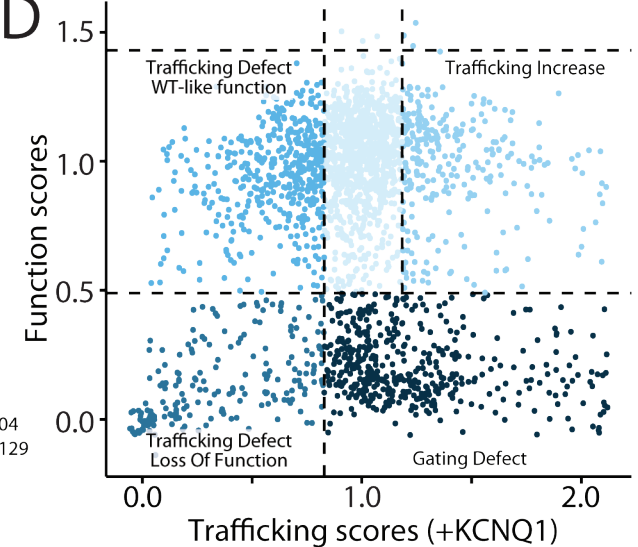 D
1.5
Trafficking Defect
WT-like function
Trafficking Increase
1.0
Function scores
0.5
04
129
0.0
Trafficking Defect
Loss Of Function
Gating Defect
0.0
1.0
2.0
Trafficking scores (+KCNQ1)